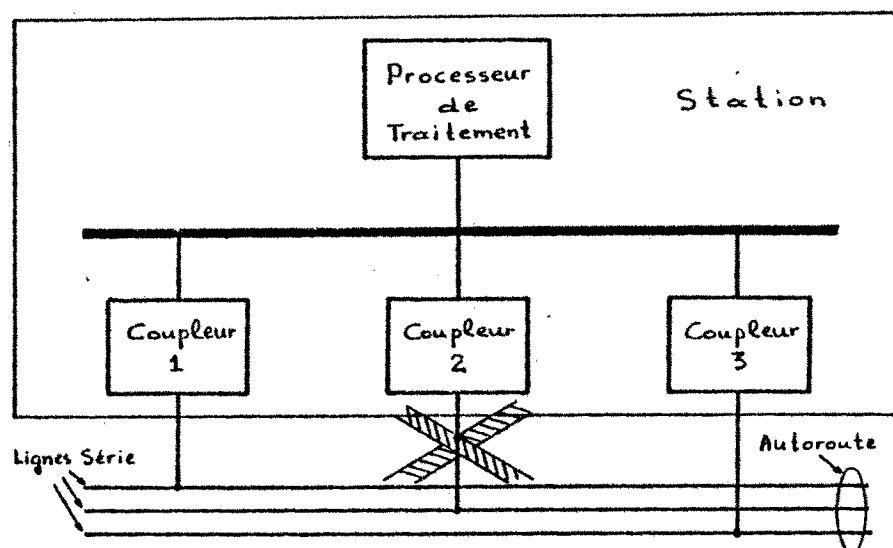 Processeur
de
Traitement
Station
Coupleur
1
Coupleur
2
Coupleur
3
Lignes Série
Autoroute